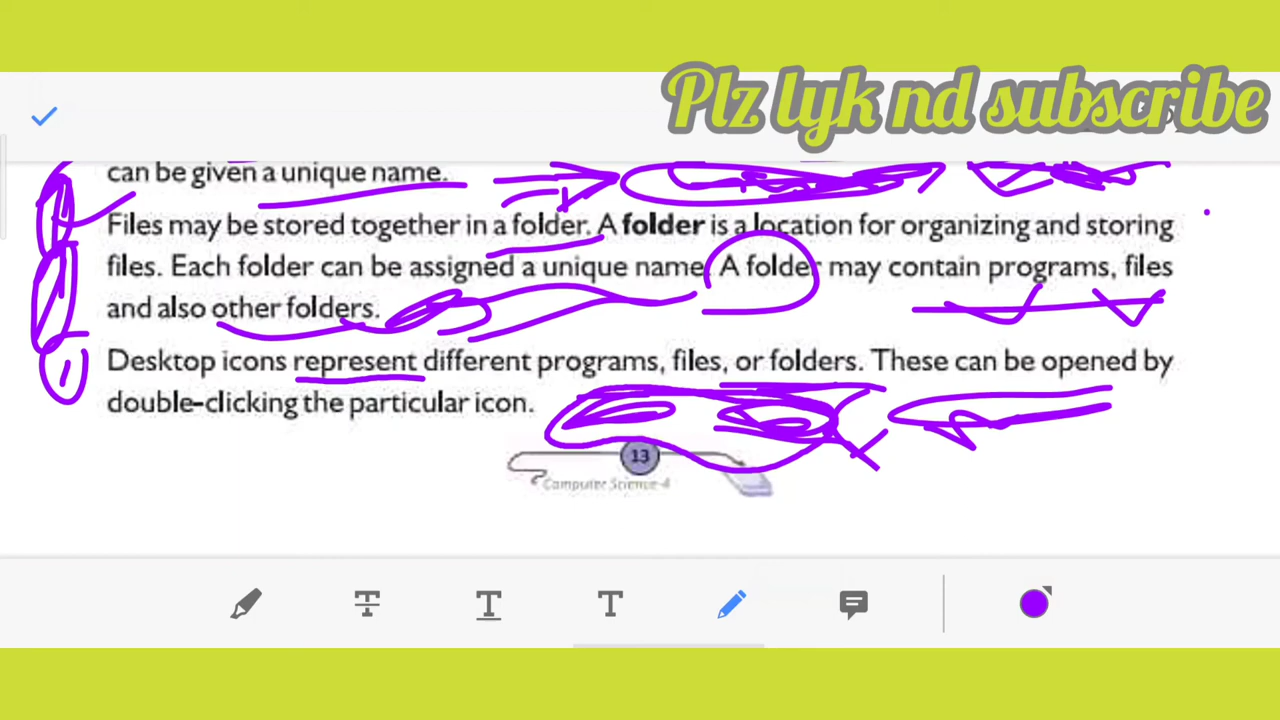 Plz lyk nd subscribe
can be given a unique name.
Files may be stored together in a folder. A folder is a location for organizing and storing
files. Each folder can be assigned a unique name. A folder may contain programs, files
and also other folders.
Desktop icons represent different programs, files, or folders. These can be opened by
double-clicking the particular icon.
13
Computer Science-4
T
T
T